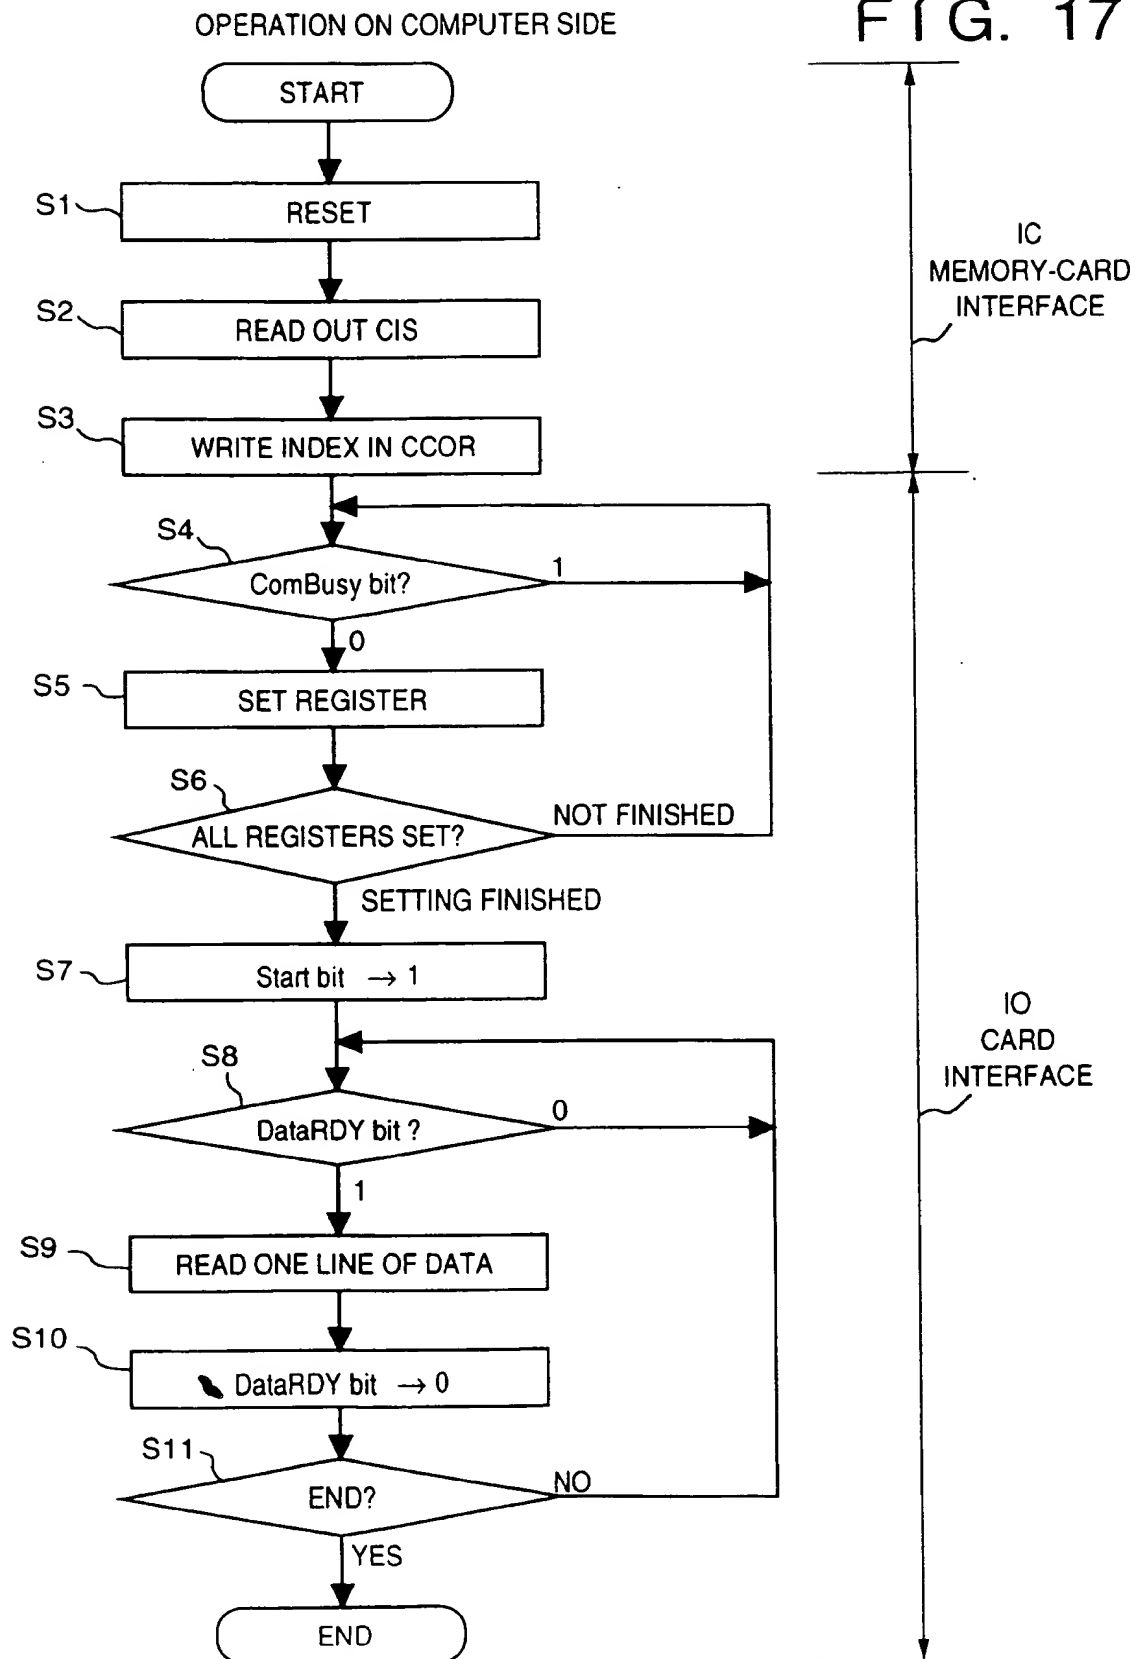 OPERATION ON COMPUTER SIDE
FIG. 17
START
S1
RESET
IC
MEMORY-CARD
INTERFACE
S2
READ OUT CIS
S3
WRITE INDEX IN CCOR
S4
ComBusy bit?
1
0
S5
SET REGISTER
S6
ALL REGISTERS SET?
NOT FINISHED
SETTING FINISHED
S7
Start bit → 1
IO
CARD
INTERFACE
S8
DataRDY bit ?
0
1
S9
READ ONE LINE OF DATA
S10
DataRDY bit → 0
S11
END?
NO
YES
END